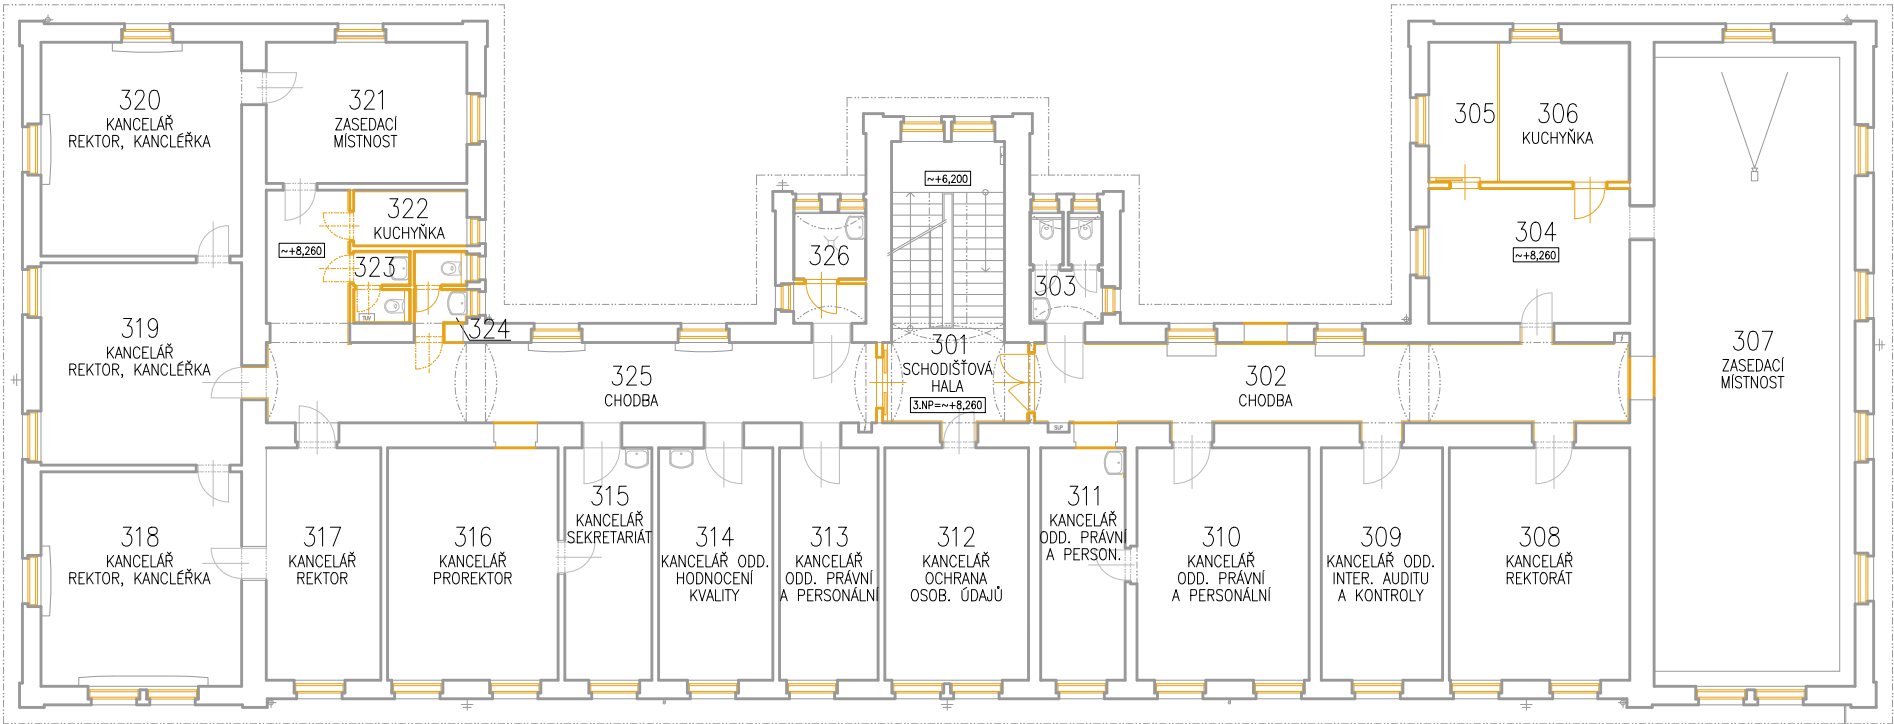 320
KANCELÁŘ
REKTOR, KANCLÉŘKA
321
ZASEDACÍ
MÍSTNOST
322
KUCHYŇKA
~+8,260
323
TUV
324
319
KANCELÁŘ
REKTOR, KANCLÉŘKA
318
KANCELÁŘ
REKTOR, KANCLÉŘKA
317
KANCELÁŘ
REKTOR
316
KANCELÁŘ
PROREKTOR
315
KANCELÁŘ
SEKRETARIÁT
314
KANCELÁŘ ODD.
HODNOCENÍ
KVALITY
313
KANCELÁŘ
ODD. PRÁVNÍ
A PERSONÁLNÍ
325
CHODBA
326
~+6,200
301
SCHODIŠŤOVÁ
HALA
3.NP=~+8,260
303
302
CHODBA
SLP
312
KANCELÁŘ
OCHRANA
OSOB. ÚDAJŮ
311
KANCELÁŘ
ODD. PRÁVNÍ
A PERSON.
310
KANCELÁŘ
ODD. PRÁVNÍ
A PERSONÁLNÍ
309
KANCELÁŘ ODD.
INTER. AUDITU
A KONTROLY
308
KANCELÁŘ
REKTORÁT
305
306
KUCHYŇKA
304
~+8,260
307
ZASEDACÍ
MÍSTNOST